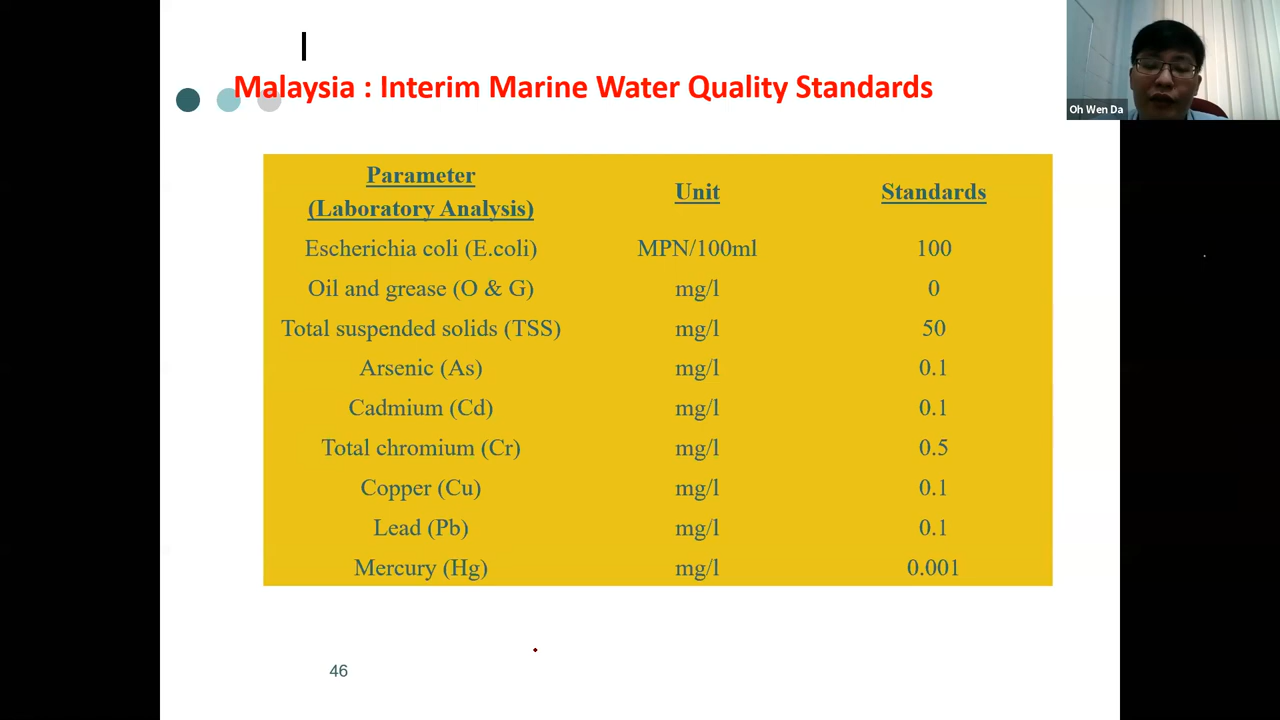 Malaysia : Interim Marine Water Quality Standards
Oh Wen Da
Parameter
(Laboratory Analysis)
Unit
Standards
Escherichia coli (E.coli) MPN/100ml 100
Oil and grease (O & G) mg/l 0
Total suspended solids (TSS) mg/l 50
Arsenic (As) mg/l 0.1
Cadmium (Cd) mg/l 0.1
Total chromium (Cr) mg/l 0.5
Copper (Cu) mg/l 0.1
Lead (Pb) mg/l 0.1
Mercury (Hg) mg/l 0.001
46